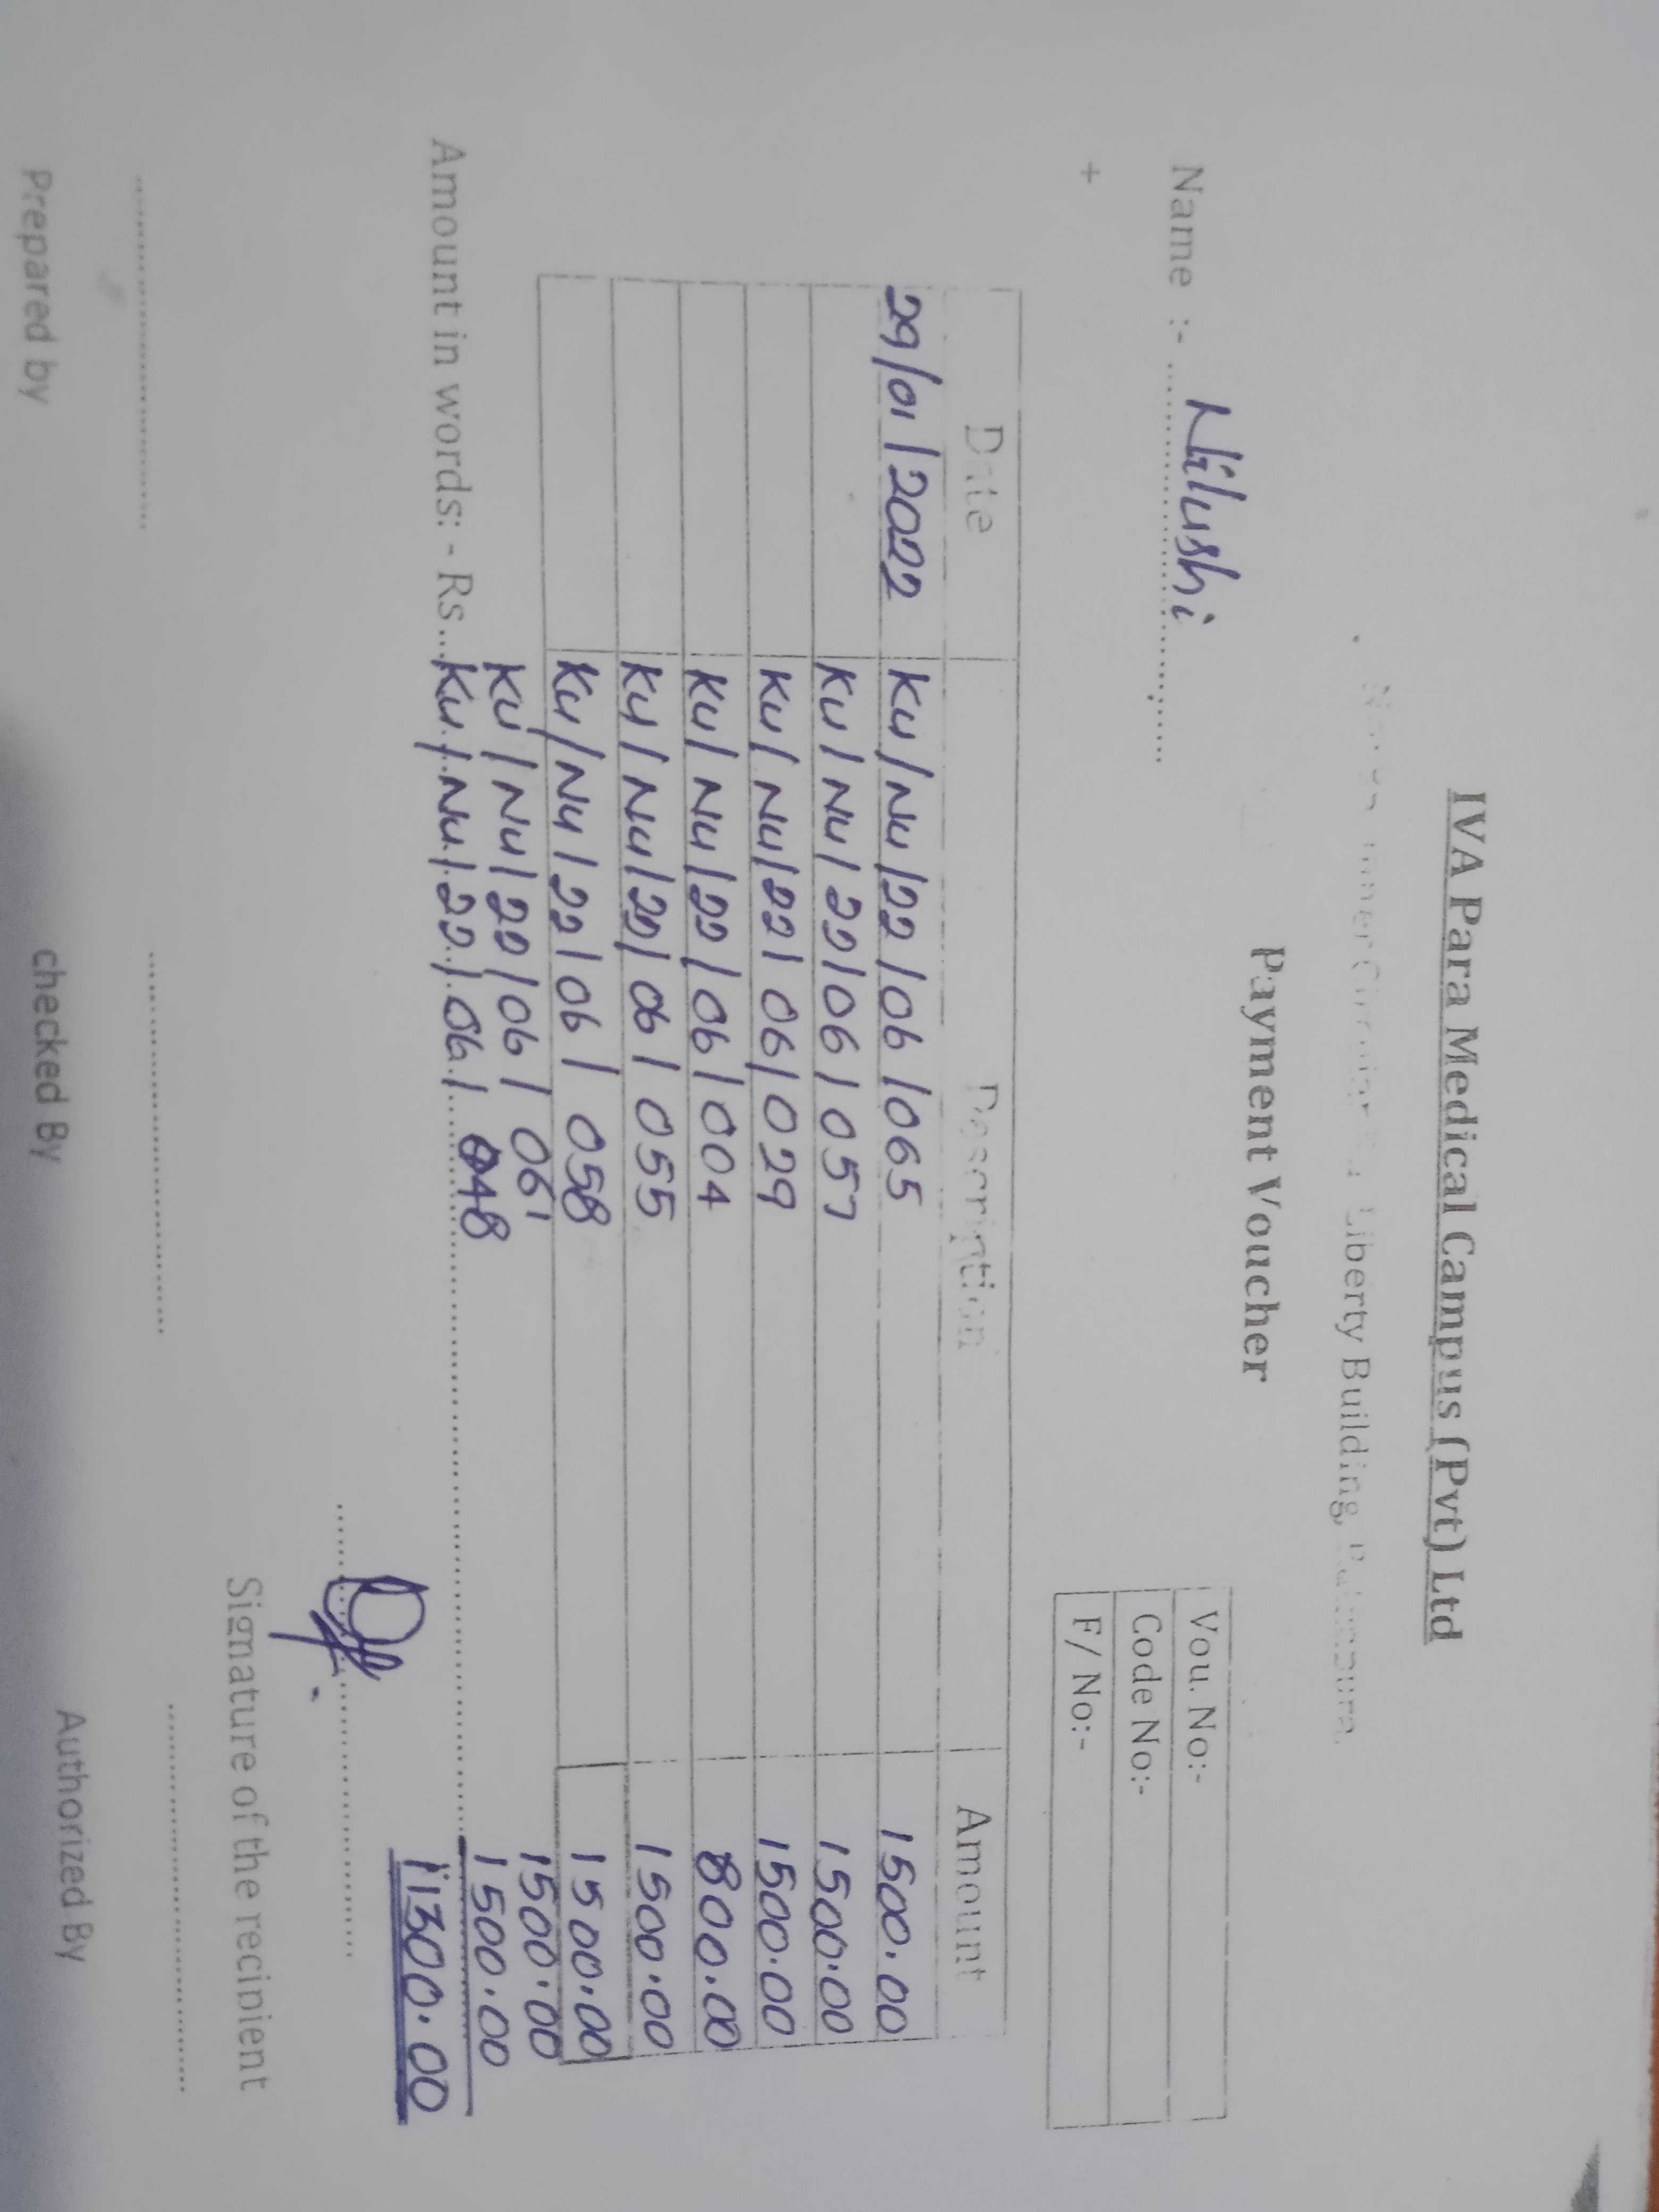 IVA Para Medical Campus (Pvt) Ltd
Liberty Building,
Payment Voucher
Vou. No:-
Name :- Nilushi
Code No:-
F/ No:-
+
Date Description Amount
29/01/2022 KU/NU/22/06/065 1500.00
KU/NU/22/06/057 1500.00
KU/NU/22/06/029 1500.00
KU/NU/22/06/004 800.00
KU/NU/22/06/055 1500.00
KU/NU/22/06/058 1500.00
KU/NU/22/06/061 1500.00
Amount in words: - Rs... KU/NU/22/06/048 1500.00
11300.00
Signature of the recipient
Prepared by checked By Authorized By